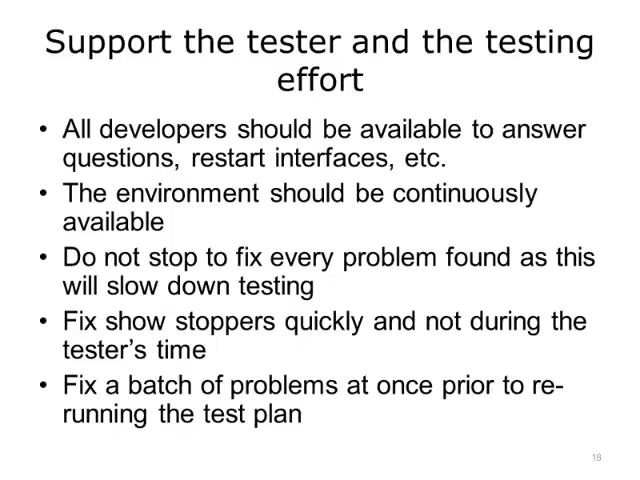 Support the tester and the testing
effort
• All developers should be available to answer
questions, restart interfaces, etc.
• The environment should be continuously
available
• Do not stop to fix every problem found as this
will slow down testing
• Fix show stoppers quickly and not during the
tester’s time
• Fix a batch of problems at once prior to re-
running the test plan
18